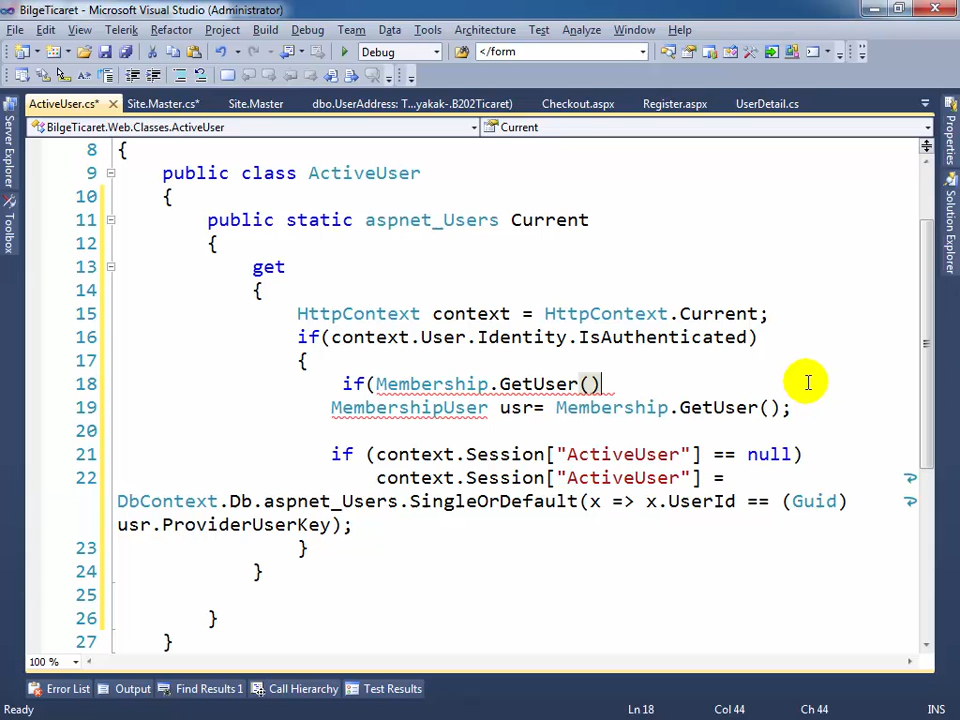 BilgeTicaret - Microsoft Visual Studio (Administrator)
File Edit View Telerik Refactor Project Build Debug Team Data Tools Architecture Test Analyze Window Help
Debug </form
ActiveUser.cs* Site.Master.cs* Site.Master dbo.UserAddress: T...yakak-.B202Ticaret) Checkout.aspx Register.aspx UserDetail.cs
BilgeTicaret.Web.Classes.ActiveUser Current
8 {
9 public class ActiveUser
10 {
11 public static aspnet_Users Current
12 {
13 get
14 {
15 HttpContext context = HttpContext.Current;
16 if(context.User.Identity.IsAuthenticated)
17 {
18 if(Membership.GetUser()
19 MembershipUser usr= Membership.GetUser();
20
21 if (context.Session["ActiveUser"] == null)
22 context.Session["ActiveUser"] =
DbContext.Db.aspnet_Users.SingleOrDefault(x => x.UserId == (Guid)
usr.ProviderUserKey);
23 }
24 }
25
26 }
27 }
100 %
Server Explorer
Toolbox
Properties
Solution Explorer
Error List Output Find Results 1 Call Hierarchy Test Results
Ready Ln 18 Col 44 Ch 44 INS